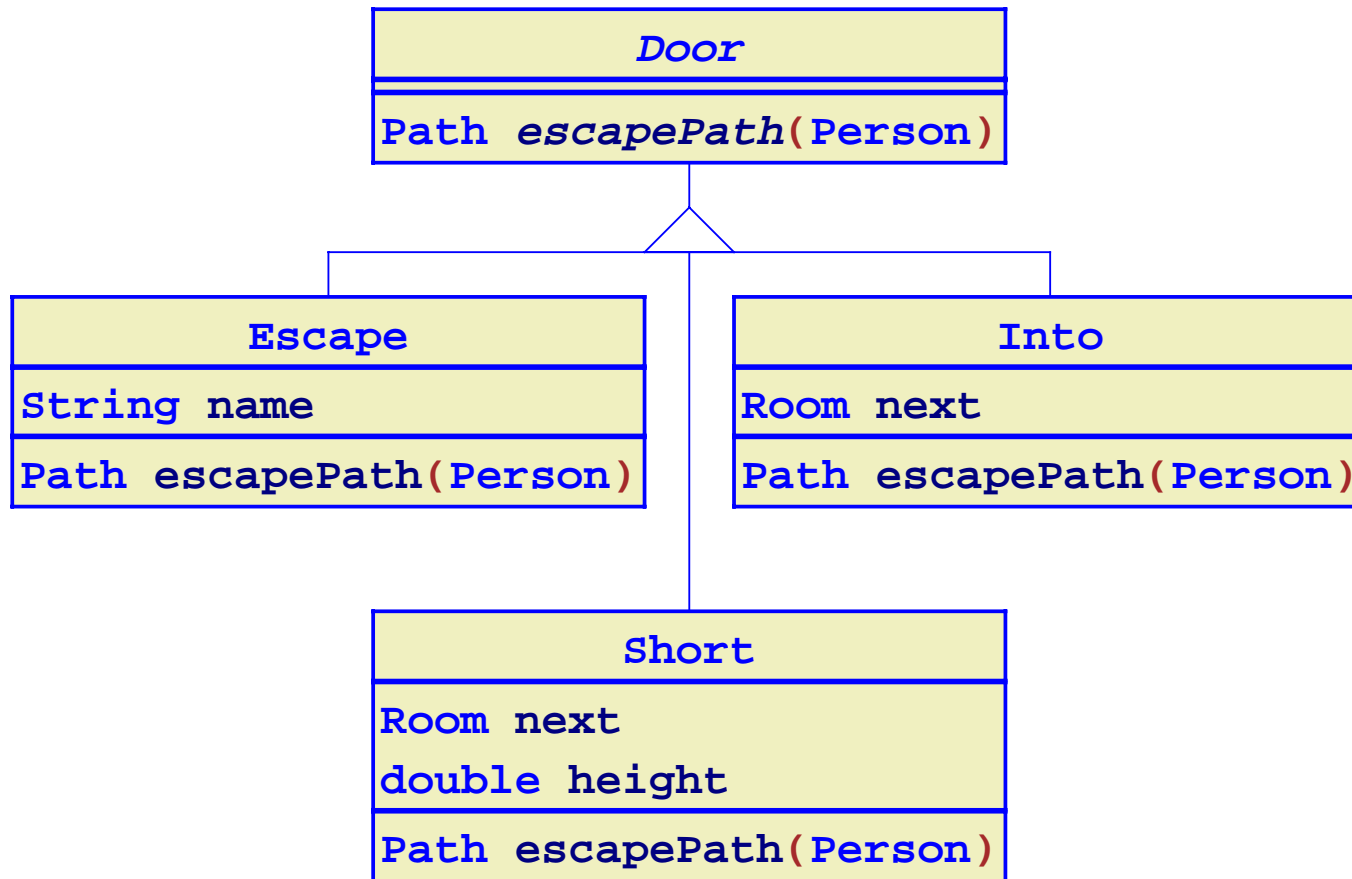 Door
Path escapePath(Person)
Escape
String name
Path escapePath(Person)
Into
Room next
Path escapePath(Person)
Short
Room next
double height
Path escapePath(Person)